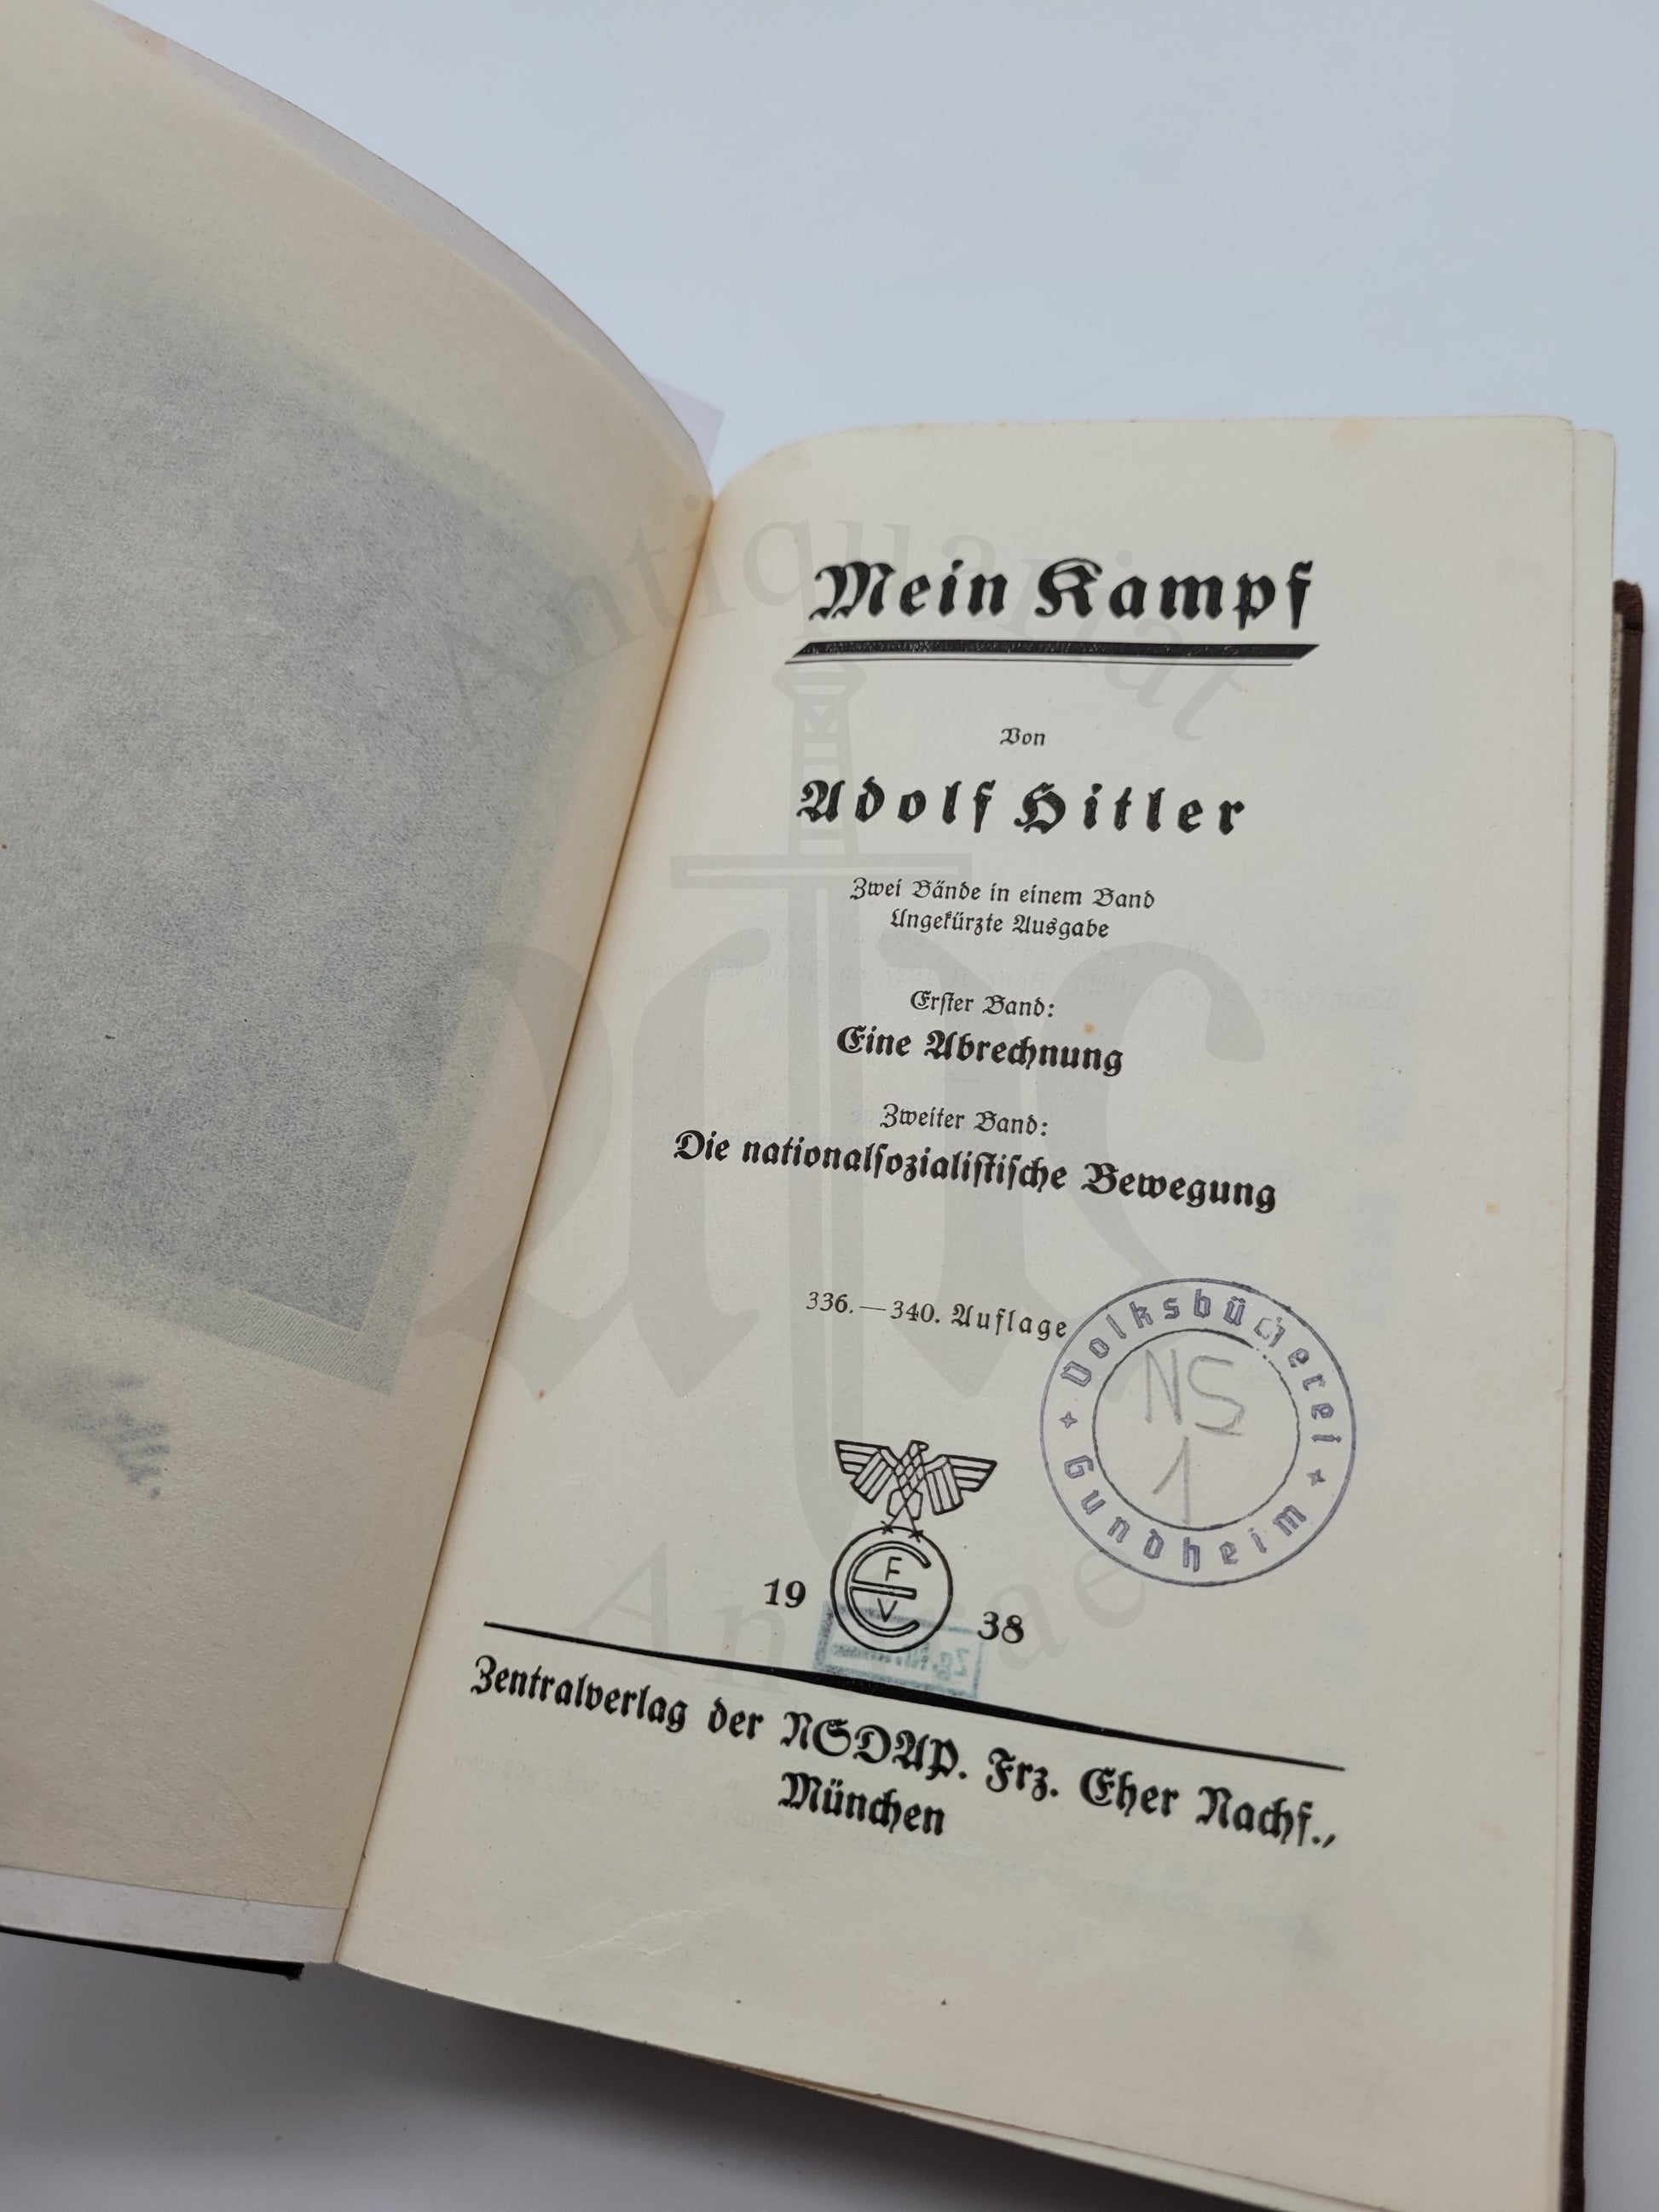 Mein Kampf
Von
Adolf Hitler
Zwei Bände in einem Band
Ungekürzte Ausgabe
Erster Band:
Eine Abrechnung
Zweiter Band:
Die nationalsozialistische Bewegung
336.—340. Auflage
Volksbücherei
NS
1
Gundheim
F
V
19 38
Zentralverlag der NSDAP. Frz. Eher Nachf.,
München
Antiquariat